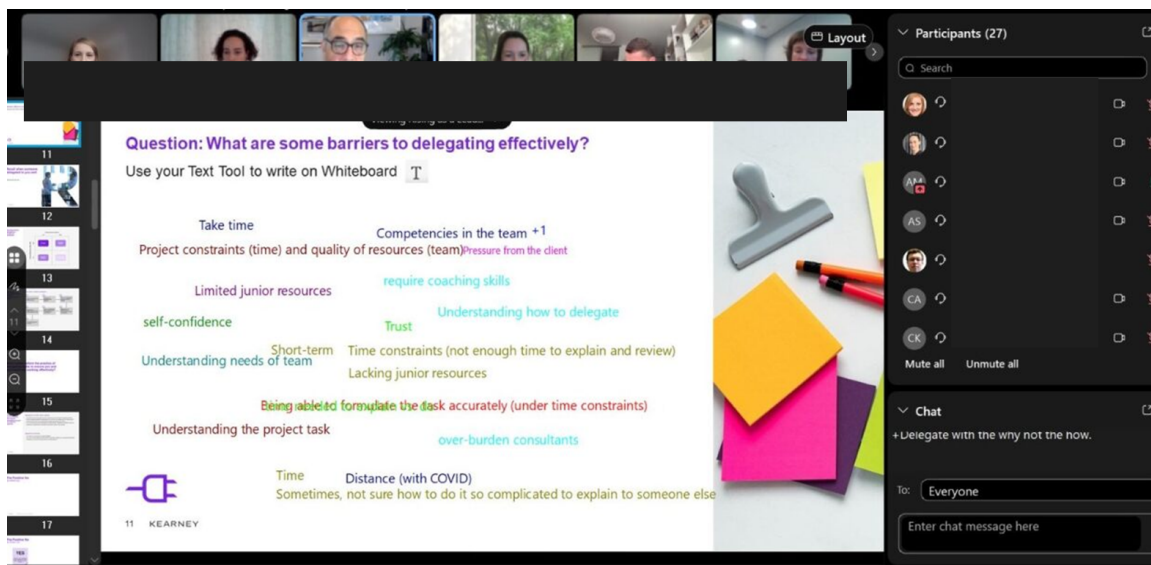 Layout
Participants (27)
Search
AM
AS
CA
CK
Mute all Unmute all
Chat
+Delegate with the why not the how.
To: Everyone
Enter chat message here
11
12
13
14
15
16
17
YES
11
Question: What are some barriers to delegating effectively?
Use your Text Tool to write on Whiteboard T
Take time
Competencies in the team +1
Project constraints (time) and quality of resources (team)
Pressure from the client
require coaching skills
Limited junior resources
Understanding how to delegate
self-confidence
Trust
Short-term
Time constraints (not enough time to explain and review)
Understanding needs of team
Lacking junior resources
Being able to formulate the task accurately (under time constraints)
Understanding the project task
over-burden consultants
Time
Distance (with COVID)
Sometimes, not sure how to do it so complicated to explain to someone else
11 KEARNEY